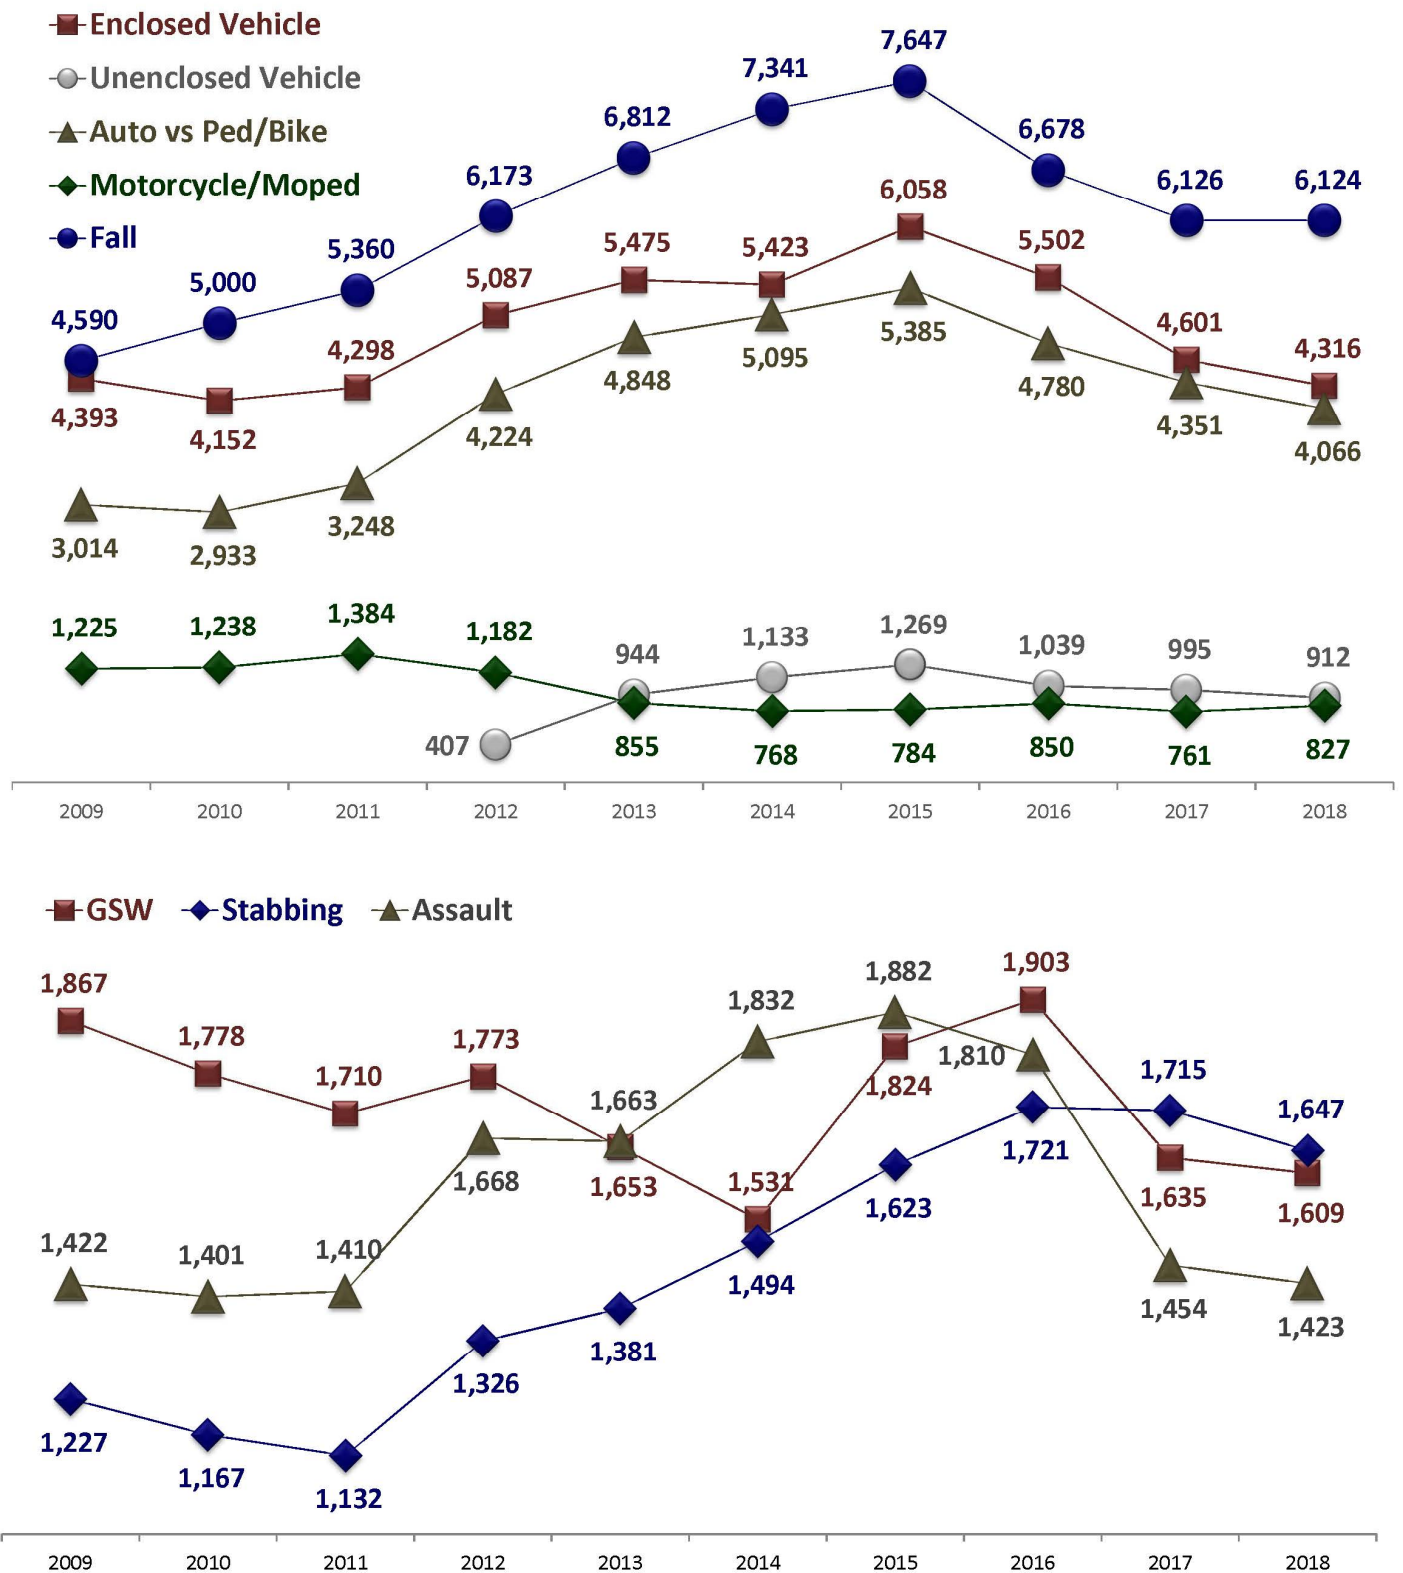 Enclosed Vehicle
Unenclosed Vehicle
Auto vs Ped/Bike
Motorcycle/Moped
Fall
4,590 5,000 5,360 6,173 6,812 7,341 7,647 6,678 6,126 6,124
4,393 4,152 4,298 5,087 5,475 5,423 6,058 5,502 4,601 4,316
3,014 2,933 3,248 4,224 4,848 5,095 5,385 4,780 4,351 4,066
1,225 1,238 1,384 1,182 855 768 784 850 761 827
407 944 1,133 1,269 1,039 995 912
2009 2010 2011 2012 2013 2014 2015 2016 2017 2018
GSW Stabbing Assault
1,867 1,778 1,710 1,773 1,653 1,531 1,824 1,903 1,635 1,609
1,422 1,401 1,410 1,668 1,663 1,832 1,882 1,810 1,454 1,423
1,227 1,167 1,132 1,326 1,381 1,494 1,623 1,721 1,715 1,647
2009 2010 2011 2012 2013 2014 2015 2016 2017 2018